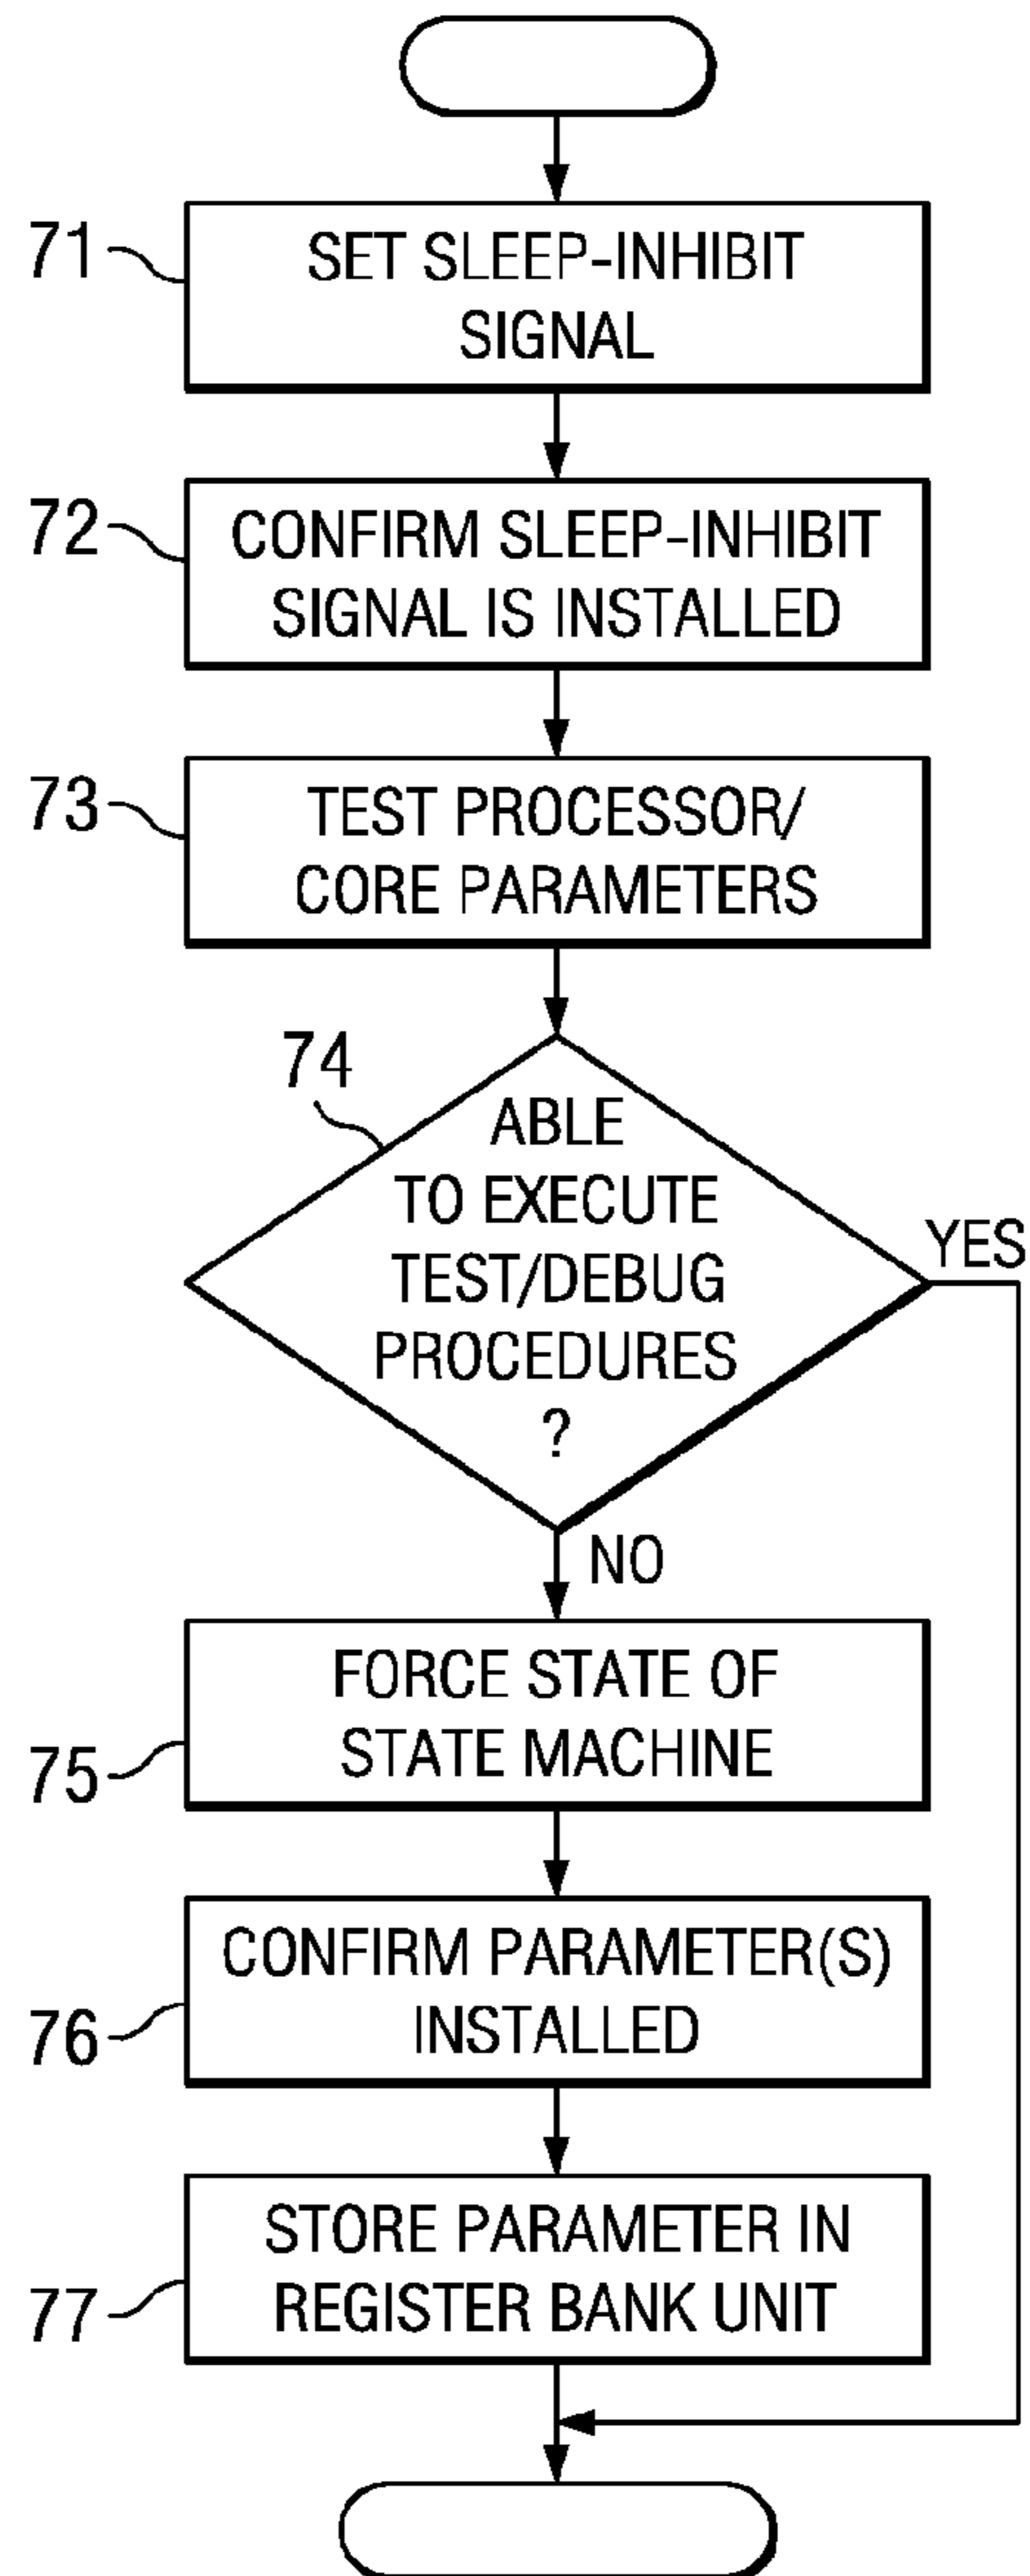 71
SET SLEEP-INHIBIT
SIGNAL
72
CONFIRM SLEEP-INHIBIT
SIGNAL IS INSTALLED
73
TEST PROCESSOR/
CORE PARAMETERS
74
ABLE
TO EXECUTE
TEST/DEBUG
PROCEDURES
?
YES
NO
FORCE STATE OF
STATE MACHINE
75
CONFIRM PARAMETER(S)
INSTALLED
76
STORE PARAMETER IN
REGISTER BANK UNIT
77